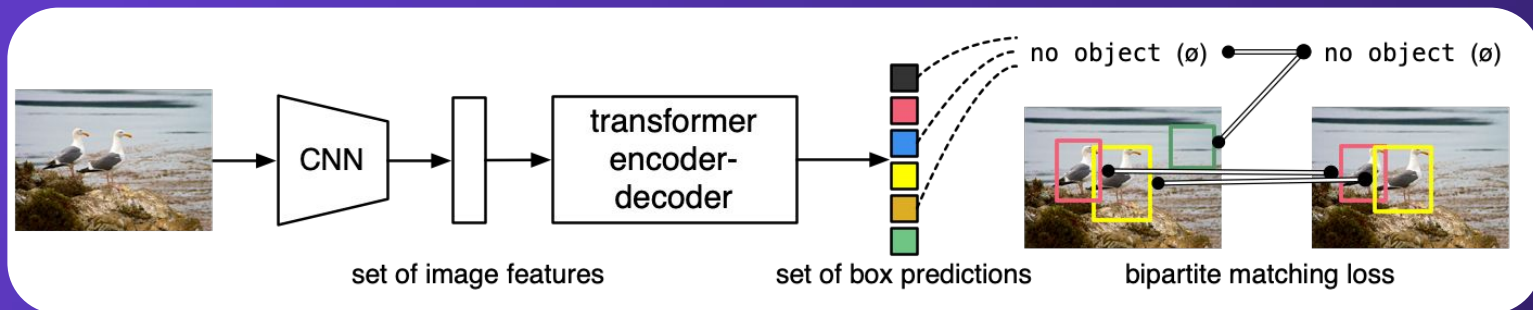 no object (ø) no object (ø)
CNN
transformer
encoder-
decoder
set of image features
set of box predictions
bipartite matching loss